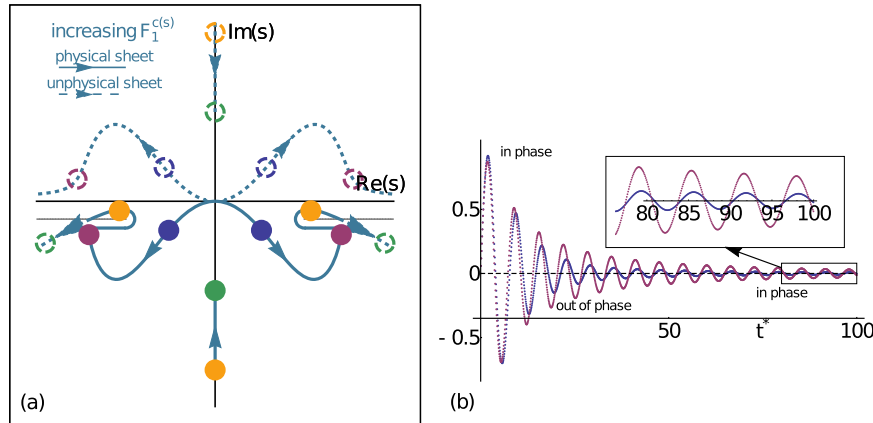 increasing F₁^c(s)
physical sheet
unphysical sheet
Im(s)
Re(s)
(a)
in phase
0.5
0
- 0.5
out of phase
in phase
50
t*
100
80
85
90
95
100
(b)